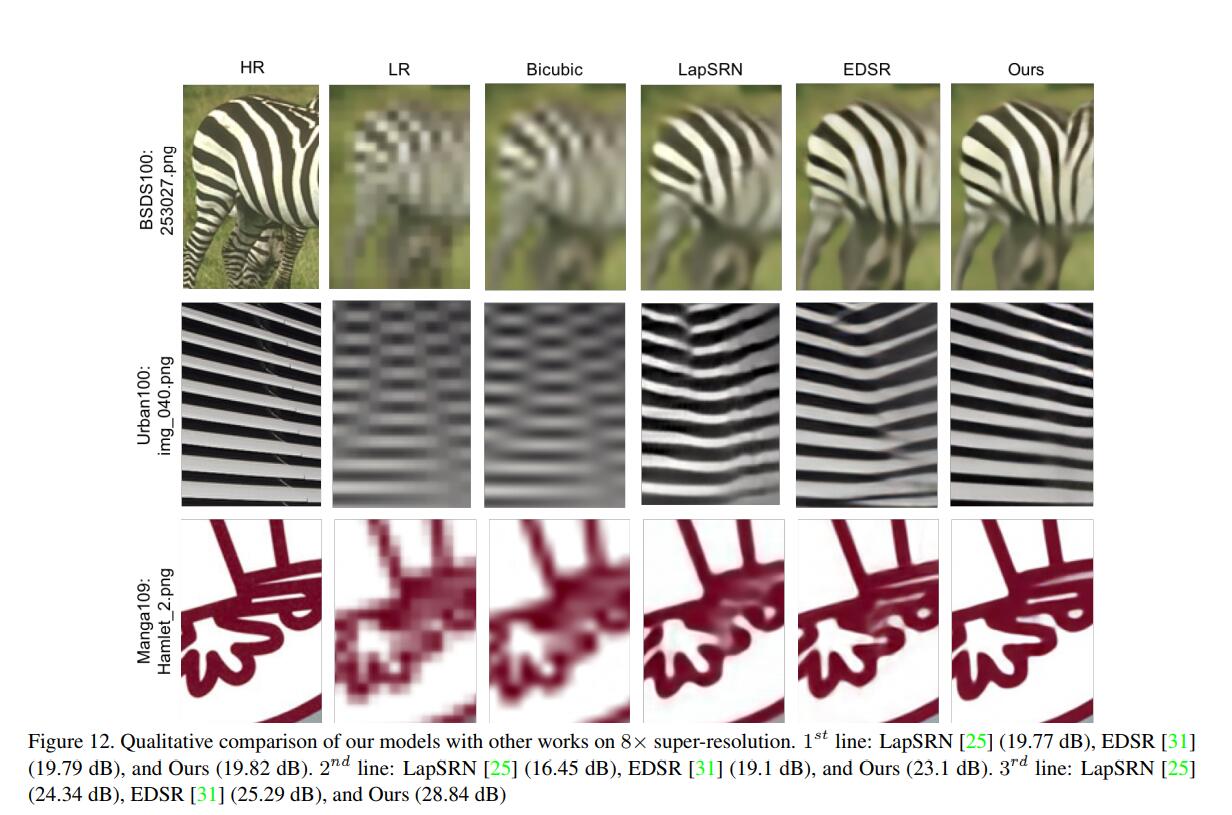 HR LR Bicubic LapSRN EDSR Ours
BSDS100:
253027.png
Urban100:
img_040.png
Manga109:
Hamlet_2.png
Figure 12. Qualitative comparison of our models with other works on 8× super-resolution. 1st line: LapSRN [25] (19.77 dB), EDSR [31]
(19.79 dB), and Ours (19.82 dB). 2nd line: LapSRN [25] (16.45 dB), EDSR [31] (19.1 dB), and Ours (23.1 dB). 3rd line: LapSRN [25]
(24.34 dB), EDSR [31] (25.29 dB), and Ours (28.84 dB)